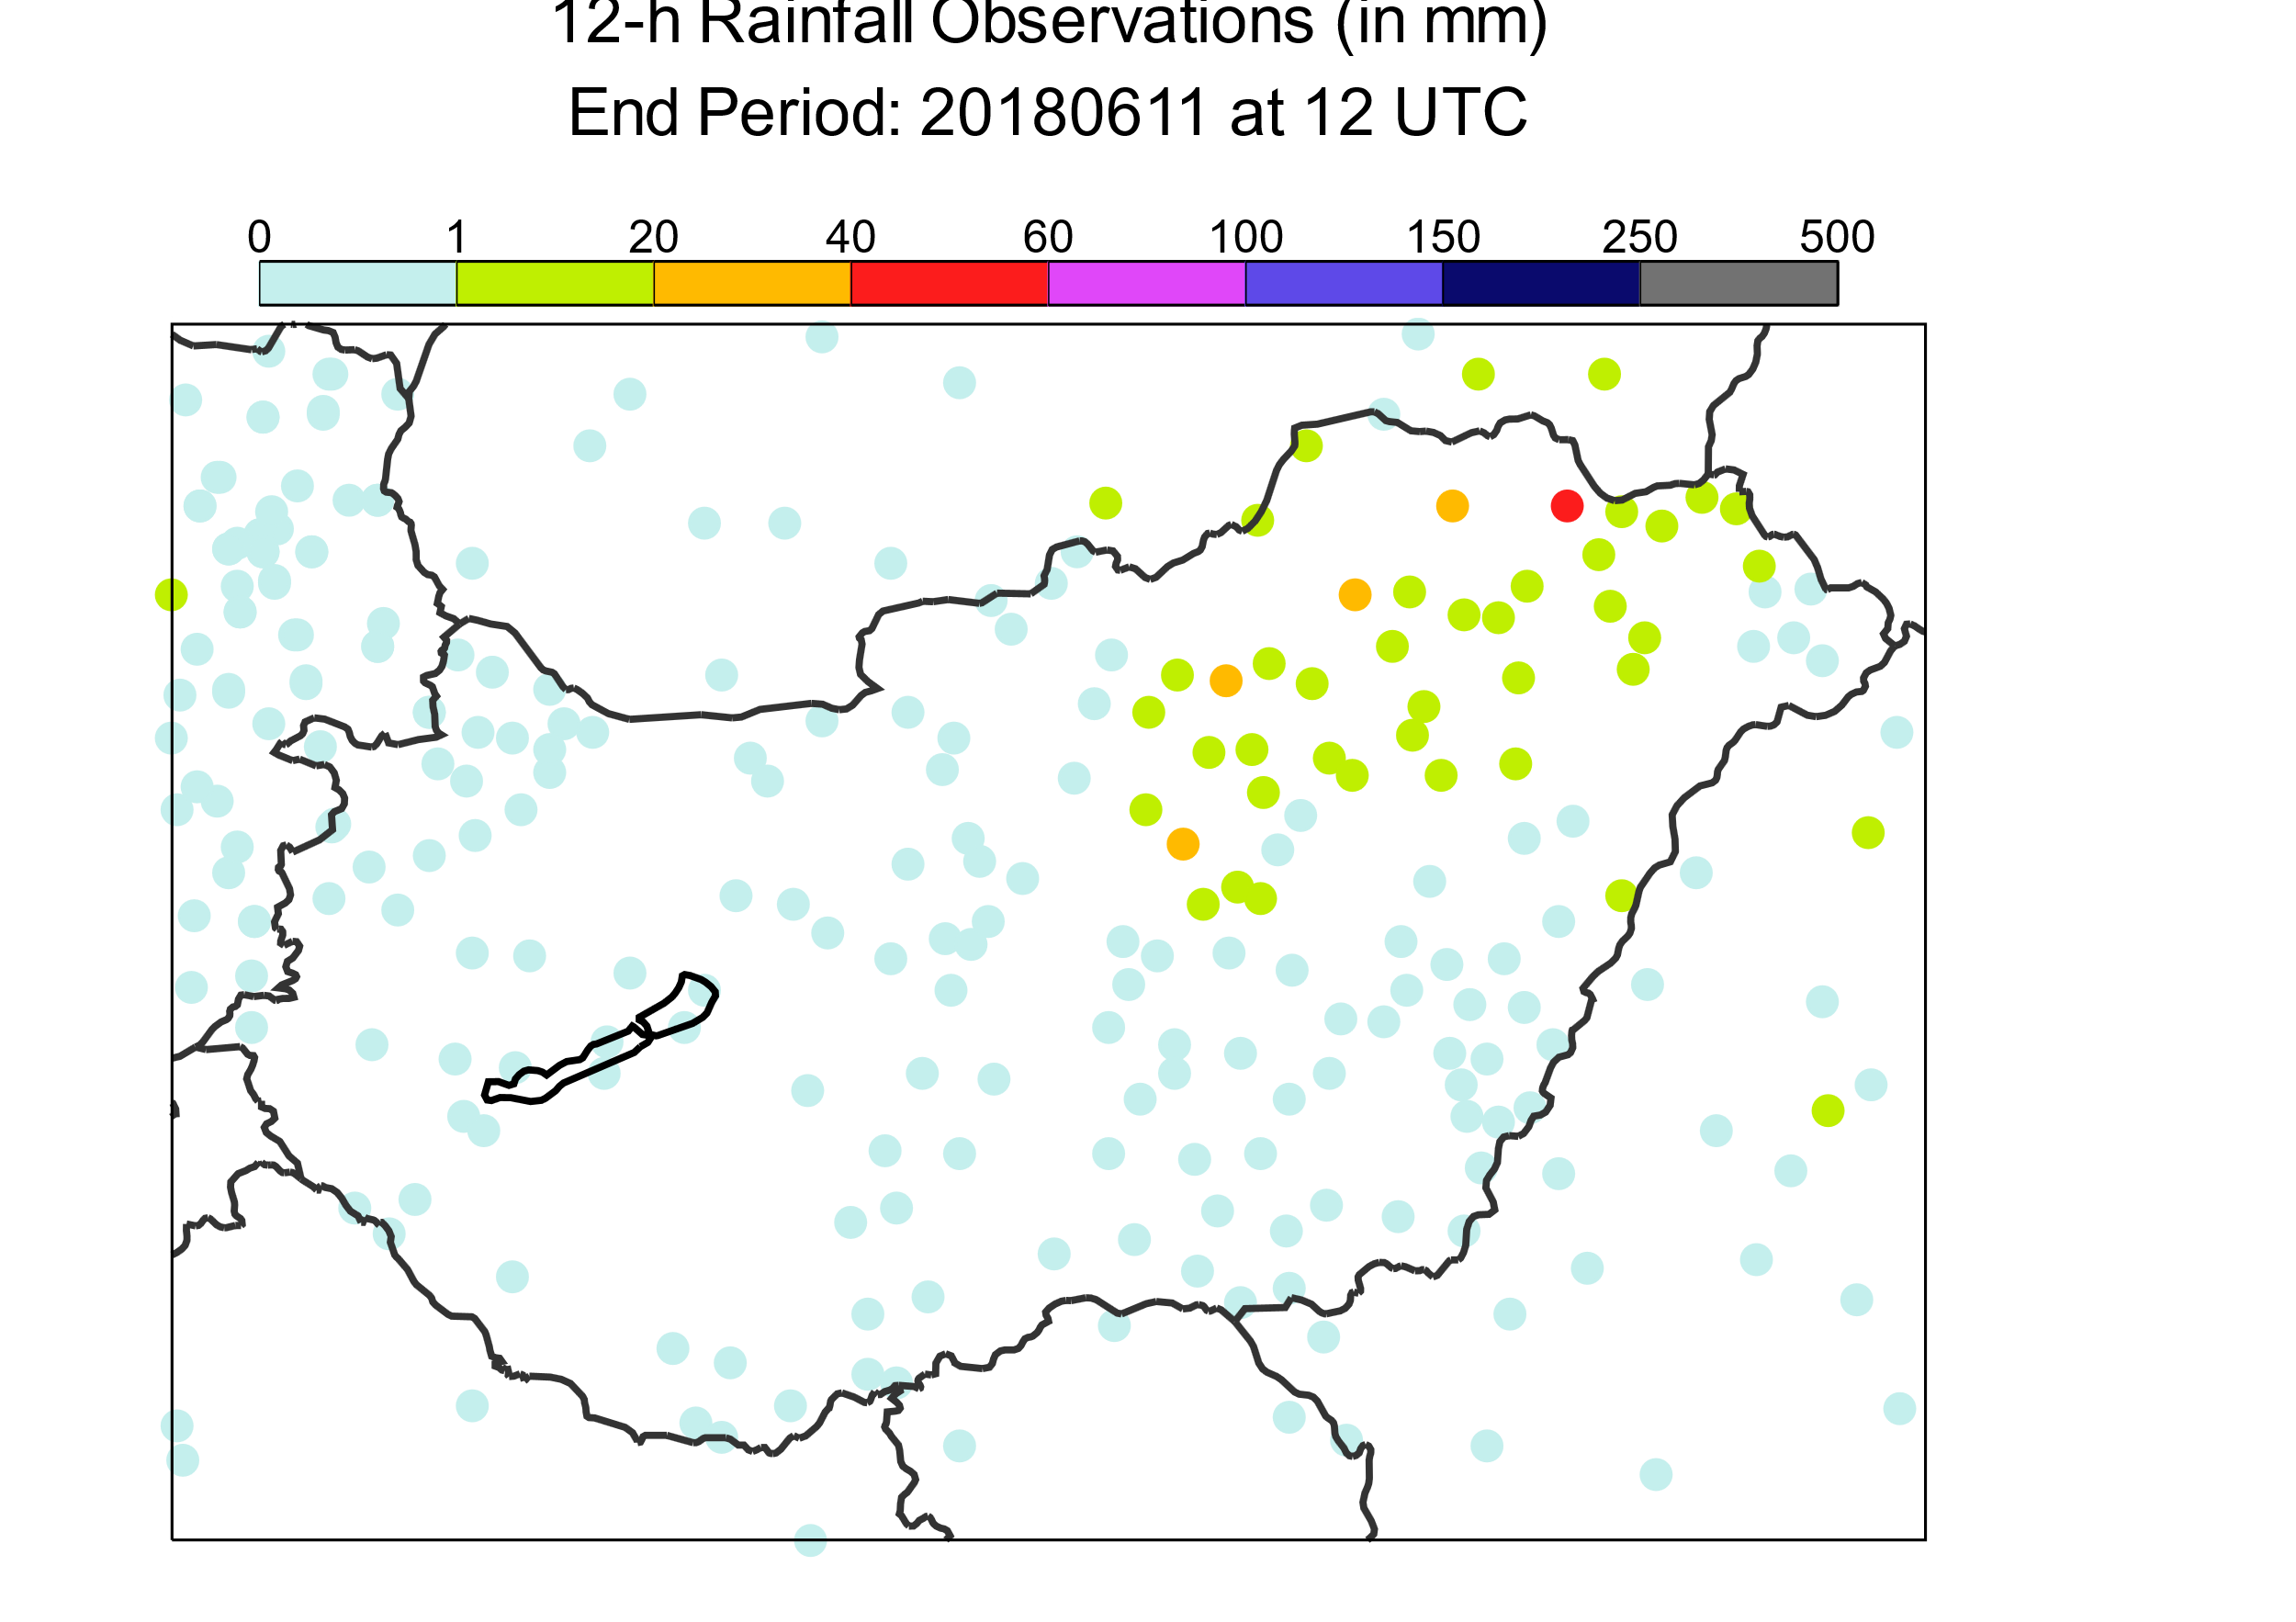 12-h Rainfall Observations (in mm)
End Period: 20180611 at 12 UTC
0 1 20 40 60 100 150 250 500